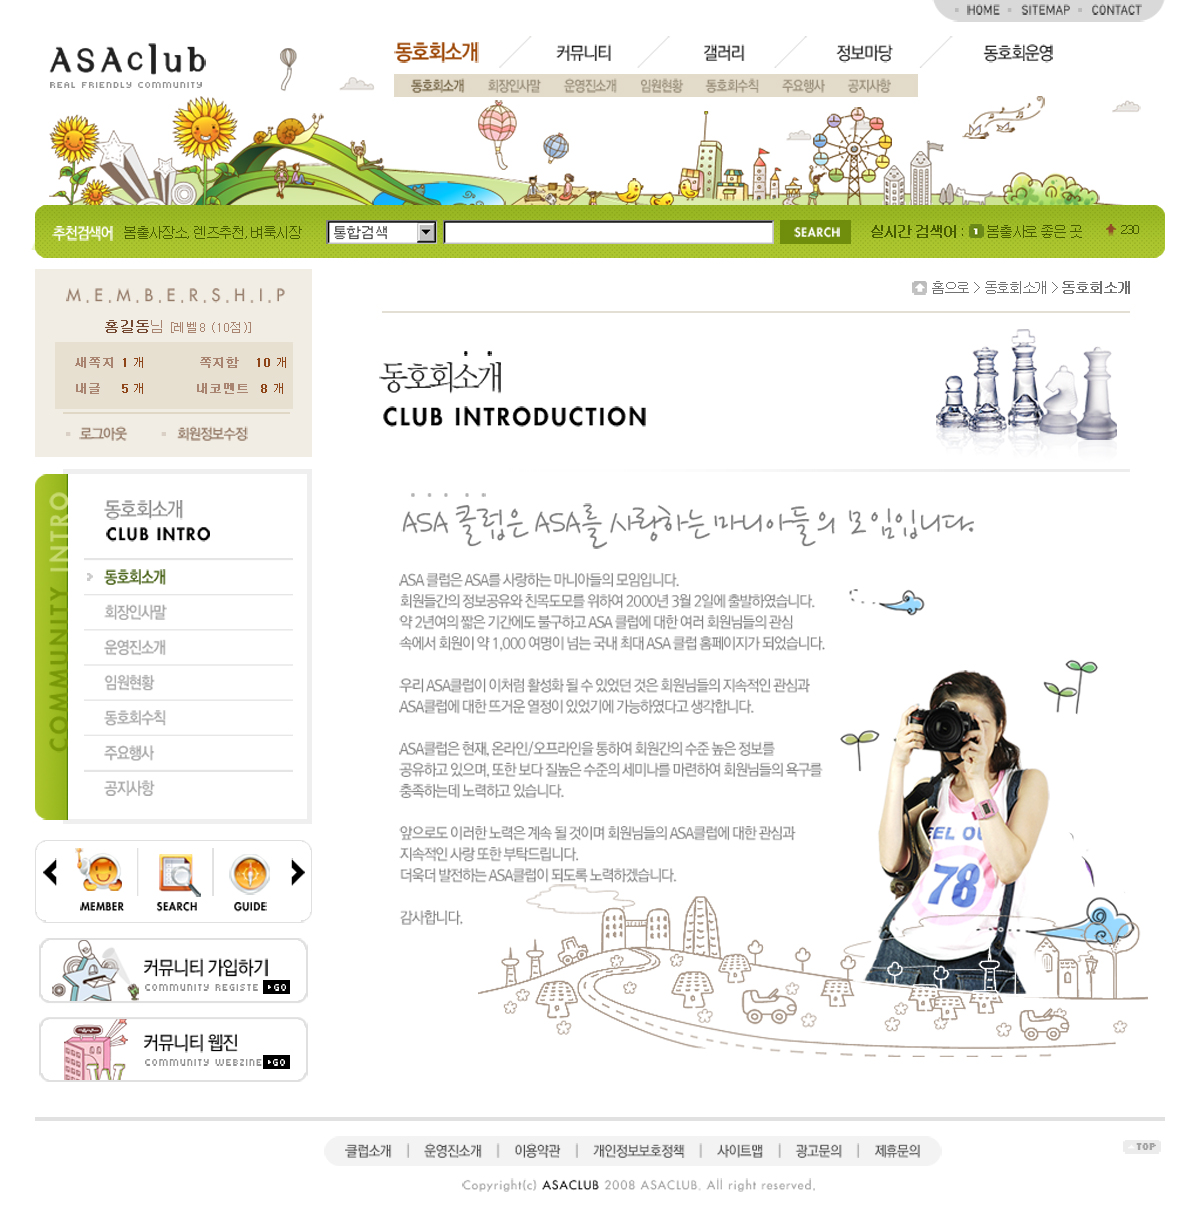 HOME SITEMAP CONTACT
ASAclub
REAL FRIENDLY COMMUNITY
동호회소개 커뮤니티 갤러리 정보마당 동호회운영
동호회소개 회장인사말 운영진소개 임원현황 동호회수칙 주요행사 공지사항
추천검색어 봄출사장소, 렌즈추천, 벼룩시장 통합검색 SEARCH 실시간 검색어 : 1 봄출사로 좋은 곳 230
M.E.M.B.E.R.S.H.I.P
홍길동님 [레벨8 (10점)]
새쪽지 1 개 쪽지함 10 개
내글 5 개 내코멘트 8 개
로그아웃 회원정보수정
홈으로 > 동호회소개 > 동호회소개
동호회소개
CLUB INTRODUCTION
COMMUNITY INTRO
동호회소개
CLUB INTRO
동호회소개
회장인사말
운영진소개
임원현황
동호회수칙
주요행사
공지사항
MEMBER SEARCH GUIDE
커뮤니티 가입하기
COMMUNITY REGISTE GO
커뮤니티 웹진
COMMUNITY WEBZINE GO
ASA 클럽은 ASA를 사랑하는 마니아들의 모임입니다.
ASA 클럽은 ASA를 사랑하는 마니아들의 모임입니다.
회원들간의 정보공유와 친목도모를 위하여 2000년 3월 2일에 출발하였습니다.
약 2년여의 짧은 기간에도 불구하고 ASA 클럽에 대한 여러 회원님들의 관심
속에서 회원이 약 1,000 여명이 넘는 국내 최대 ASA 클럽 홈페이지가 되었습니다.
우리 ASA클럽이 이처럼 활성화 될 수 있었던 것은 회원님들의 지속적인 관심과
ASA클럽에 대한 뜨거운 열정이 있었기에 가능하였다고 생각합니다.
ASA클럽은 현재, 온라인/오프라인을 통하여 회원간의 수준 높은 정보를
공유하고 있으며, 또한 보다 질높은 수준의 세미나를 마련하여 회원님들의 욕구를
충족하는데 노력하고 있습니다.
앞으로도 이러한 노력은 계속 될 것이며 회원님들의 ASA클럽에 대한 관심과
지속적인 사랑 또한 부탁드립니다.
더욱더 발전하는 ASA클럽이 되도록 노력하겠습니다.
감사합니다.
78
클럽소개 | 운영진소개 | 이용약관 | 개인정보보호정책 | 사이트맵 | 광고문의 | 제휴문의
TOP
Copyright(c) ASACLUB 2008 ASACLUB. All right reserved.